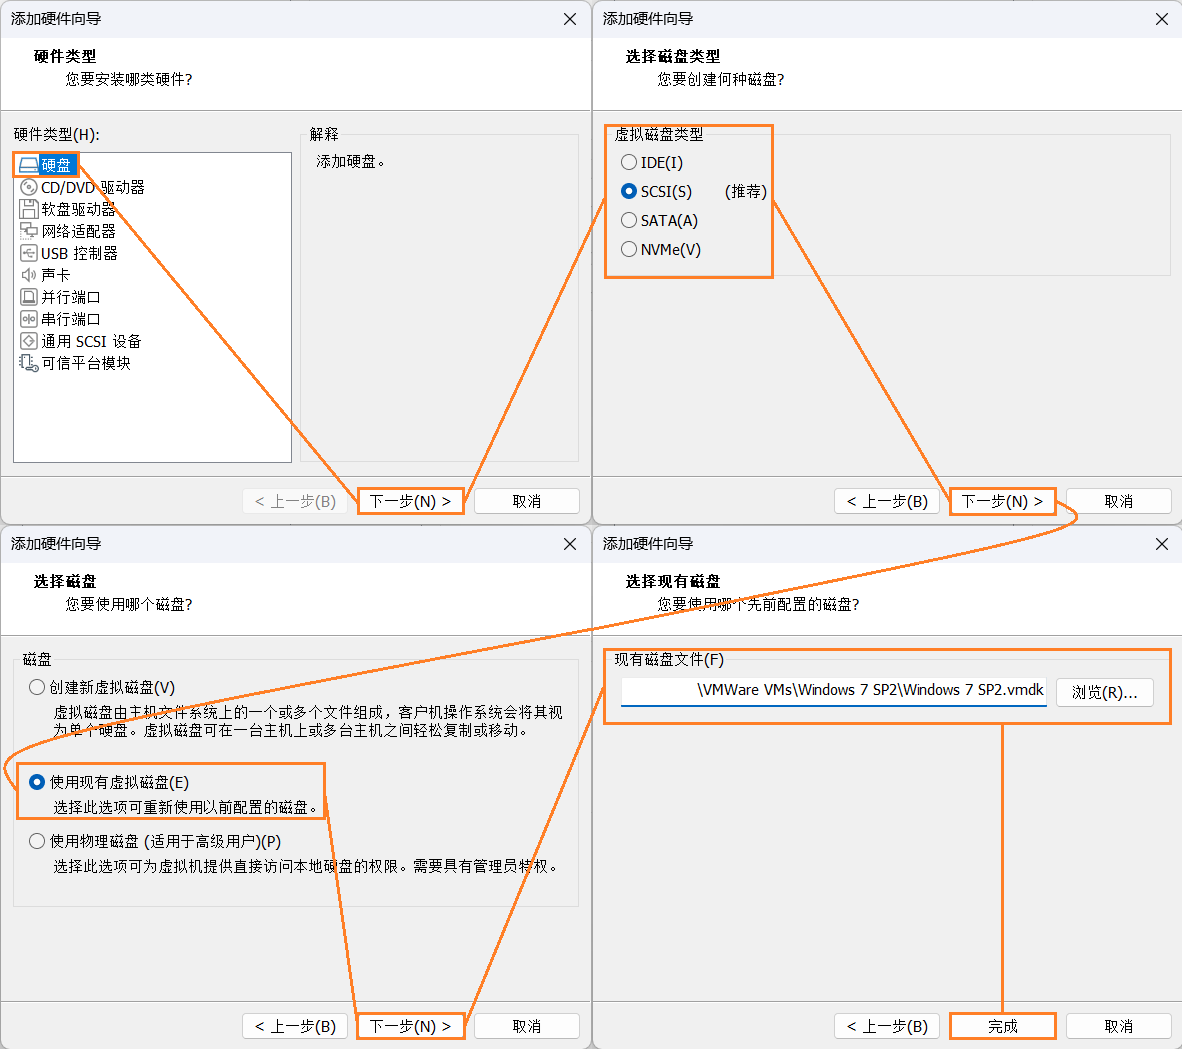 添加硬件向导
硬件类型
您要安装哪类硬件?
硬件类型(H):
硬盘
CD/DVD 驱动器
软盘驱动器
网络适配器
USB 控制器
声卡
并行端口
串行端口
通用 SCSI 设备
可信平台模块
解释
添加硬盘。
< 上一步(B)
下一步(N) >
取消
添加硬件向导
选择磁盘类型
您要创建何种磁盘?
虚拟磁盘类型
IDE(I)
SCSI(S) (推荐)
SATA(A)
NVMe(V)
< 上一步(B)
下一步(N) >
取消
添加硬件向导
选择磁盘
您要使用哪个磁盘?
磁盘
创建新虚拟磁盘(V)
虚拟磁盘由主机文件系统上的一个或多个文件组成，客户机操作系统会将其视
为单个硬盘。虚拟磁盘可在一台主机上或多台主机之间轻松复制或移动。
使用现有虚拟磁盘(E)
选择此选项可重新使用以前配置的磁盘。
使用物理磁盘 (适用于高级用户)(P)
选择此选项可为虚拟机提供直接访问本地硬盘的权限。需要具有管理员特权。
< 上一步(B)
下一步(N) >
取消
添加硬件向导
选择现有磁盘
您要使用哪个先前配置的磁盘?
现有磁盘文件(F)
\VMWare VMs\Windows 7 SP2\Windows 7 SP2.vmdk
浏览(R)...
< 上一步(B)
完成
取消